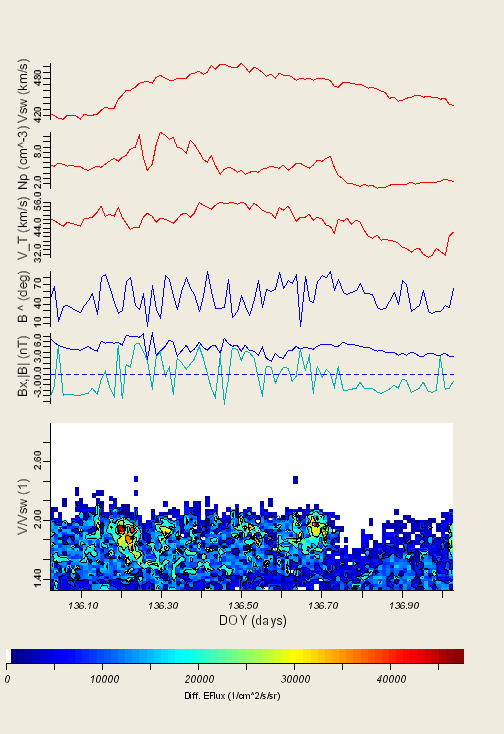 Vsw (km/s)
480
420
Np (cm^-3)
8.0
2.0
V_T (km/s)
56.0
44.0
32.0
B ^ (deg)
70
40
10
Bx,|B| (nT)
6.0
3.0
0.0
-3.0
V/Vsw (1)
2.60
2.00
1.40
136.10 136.30 136.50 136.70 136.90
DOY (days)
0 10000 20000 30000 40000
Diff. EFlux (1/cm^2/s/sr)